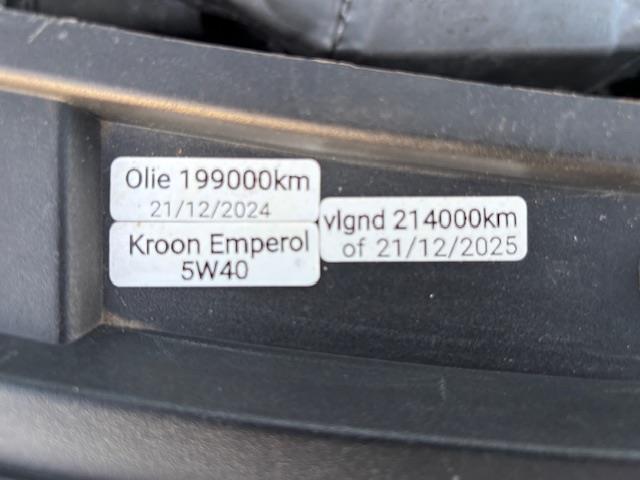 Olie 199000km
21/12/2024
Kroon Emperol
5W40
vlgnd 214000km
of 21/12/2025